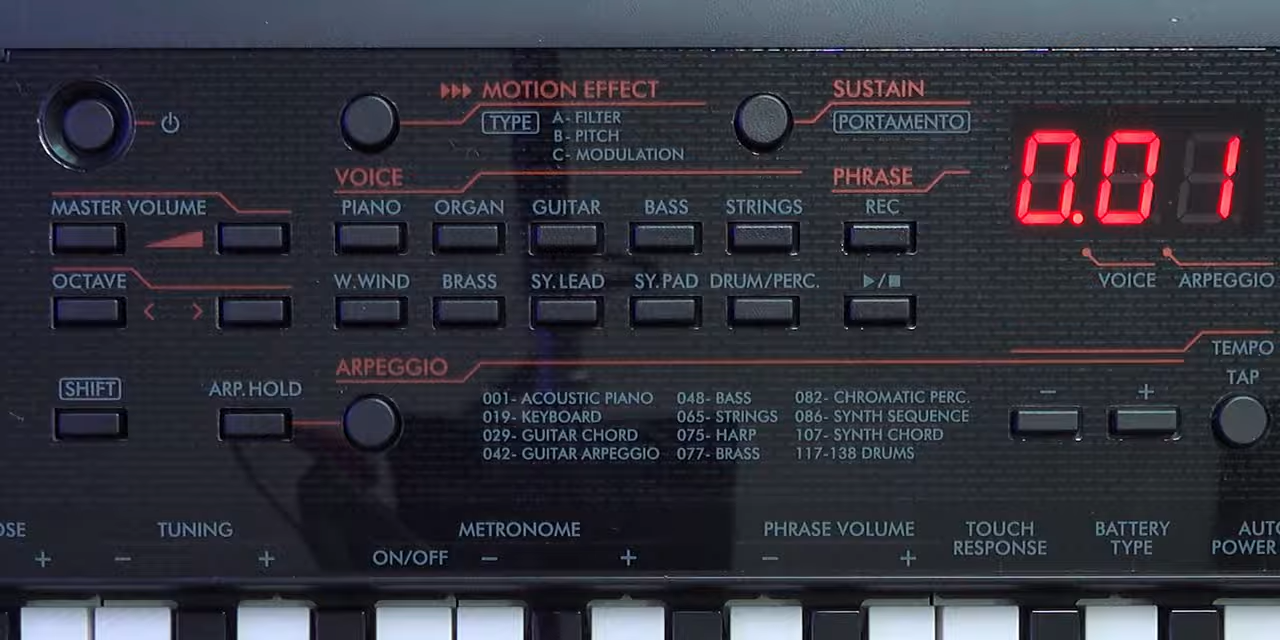 MOTION EFFECT
TYPE
A- FILTER
B- PITCH
C- MODULATION
SUSTAIN
PORTAMENTO
0.01
VOICE
PHRASE
MASTER VOLUME
PIANO ORGAN GUITAR BASS STRINGS REC
OCTAVE
< >
W.WIND BRASS SY.LEAD SY.PAD DRUM/PERC.
VOICE ARPEGGIO
TEMPO
TAP
SHIFT
ARP.HOLD
ARPEGGIO
001- ACOUSTIC PIANO 048- BASS 082- CHROMATIC PERC.
019- KEYBOARD 065- STRINGS 086- SYNTH SEQUENCE
029- GUITAR CHORD 075- HARP 107- SYNTH CHORD
042- GUITAR ARPEGGIO 077- BRASS 117-138 DRUMS
− +
OSE TUNING METRONOME PHRASE VOLUME TOUCH RESPONSE BATTERY TYPE AUTO POWER
+ − + ON/OFF − + − +